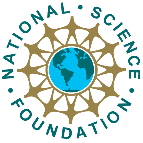 NATIONAL • SCIENCE
• FOUNDATION •